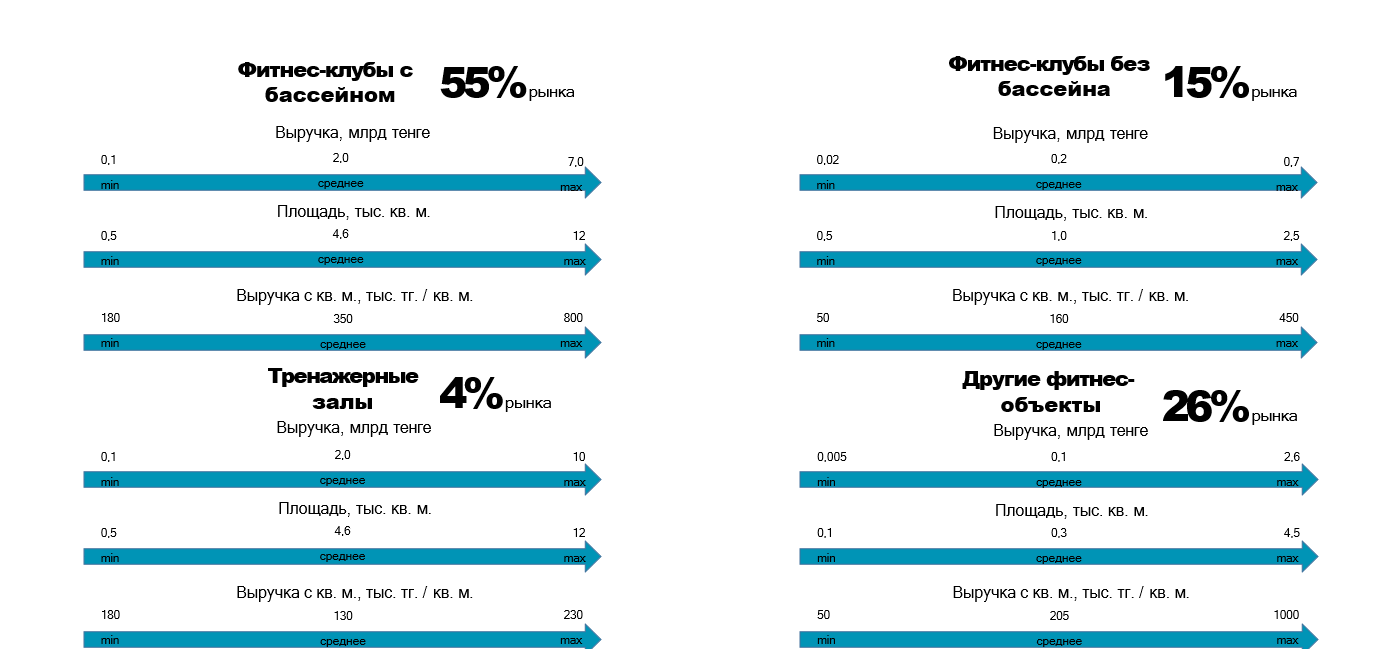 Фитнес-клубы с
бассейном
55% рынка
Выручка, млрд тенге
0,1 2,0 7,0
min среднее max
Площадь, тыс. кв. м.
0,5 4,6 12
min среднее max
Выручка с кв. м., тыс. тг. / кв. м.
180 350 800
min среднее max
Фитнес-клубы без
бассейна
15% рынка
Выручка, млрд тенге
0,02 0,2 0,7
min среднее max
Площадь, тыс. кв. м.
0,5 1,0 2,5
min среднее max
Выручка с кв. м., тыс. тг. / кв. м.
50 160 450
min среднее max
Тренажерные
залы
4% рынка
Выручка, млрд тенге
0,1 2,0 10
min среднее max
Площадь, тыс. кв. м.
0,5 4,6 12
min среднее max
Выручка с кв. м., тыс. тг. / кв. м.
180 130 230
min среднее max
Другие фитнес-
объекты
26% рынка
Выручка, млрд тенге
0,005 0,1 2,6
min среднее max
Площадь, тыс. кв. м.
0,1 0,3 4,5
min среднее max
Выручка с кв. м., тыс. тг. / кв. м.
50 205 1000
min среднее max